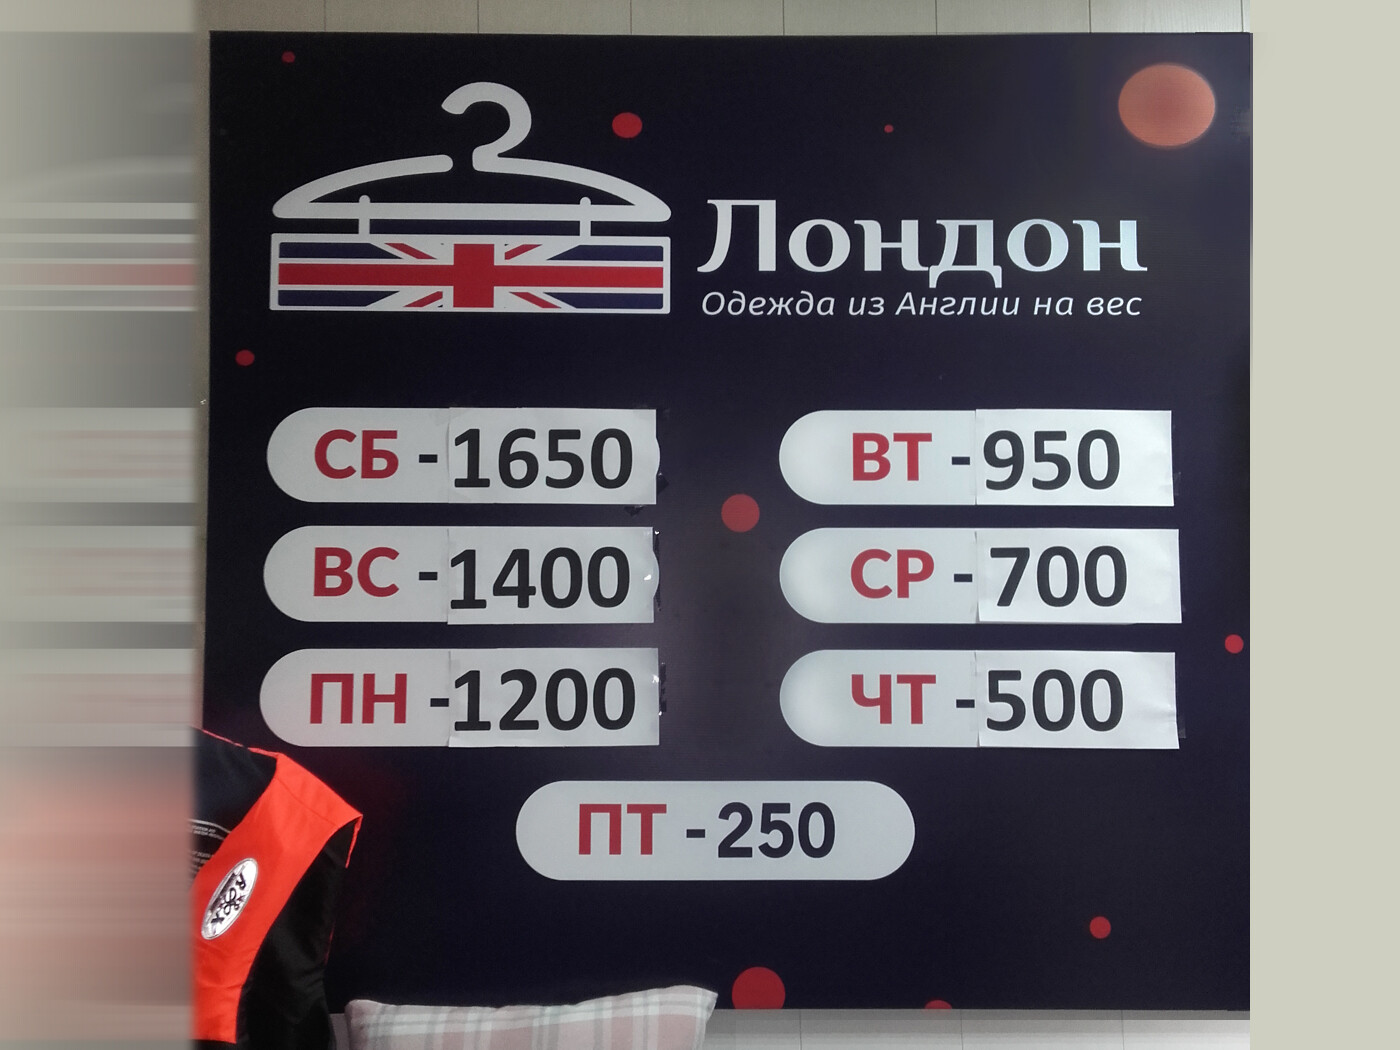 Лондон
Одежда из Англии на вес
СБ -1650
ВС -1400
ПН -1200
ВТ -950
СР -700
ЧТ -500
ПТ -250